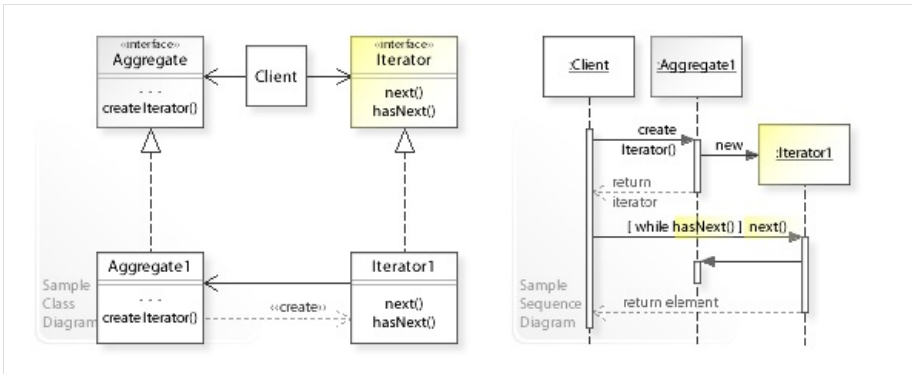 «interface»
Aggregate
. . .
createIterator()
Client
«interface»
Iterator
next()
hasNext()
Aggregate1
. . .
createIterator()
«create»
Iterator1
next()
hasNext()
Sample
Class
Diagram
:Client
:Aggregate1
create
Iterator()
new
:Iterator1
return
iterator
[ while hasNext() ] next()
return element
Sample
Sequence
Diagram